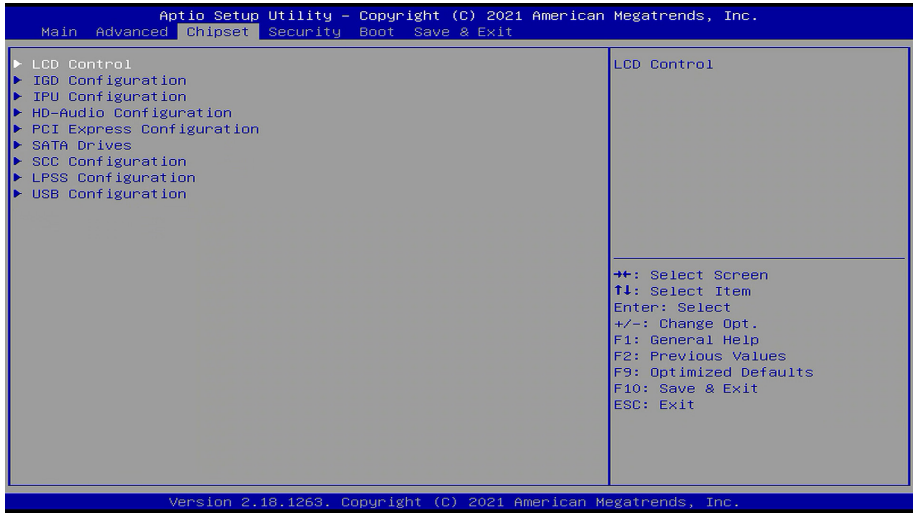 Aptio Setup Utility – Copyright (C) 2021 American Megatrends, Inc.
Main Advanced Chipset Security Boot Save & Exit
▶ LCD Control
▶ IGD Configuration
▶ IPU Configuration
▶ HD-Audio Configuration
▶ PCI Express Configuration
▶ SATA Drives
▶ SCC Configuration
▶ LPSS Configuration
▶ USB Configuration
LCD Control
→←: Select Screen
↑↓: Select Item
Enter: Select
+/-: Change Opt.
F1: General Help
F2: Previous Values
F9: Optimized Defaults
F10: Save & Exit
ESC: Exit
Version 2.18.1263. Copyright (C) 2021 American Megatrends, Inc.